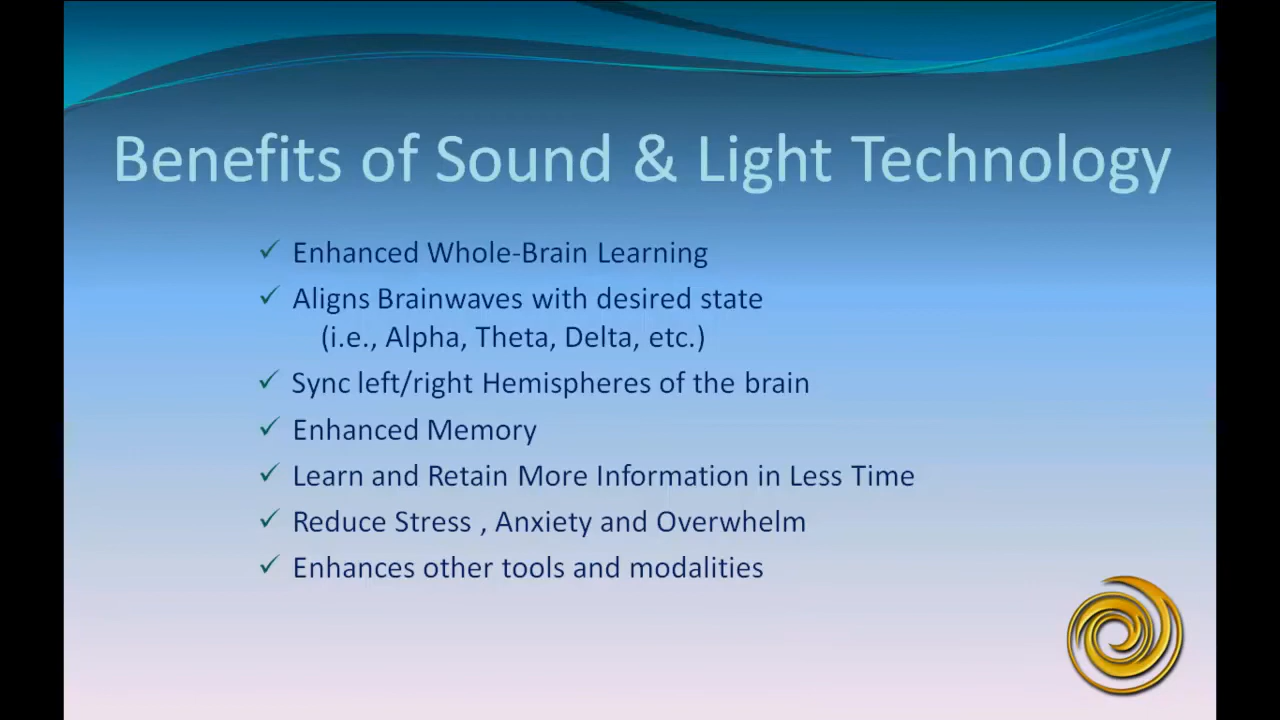 Benefits of Sound & Light Technology
✓ Enhanced Whole-Brain Learning
✓ Aligns Brainwaves with desired state
(i.e., Alpha, Theta, Delta, etc.)
✓ Sync left/right Hemispheres of the brain
✓ Enhanced Memory
✓ Learn and Retain More Information in Less Time
✓ Reduce Stress , Anxiety and Overwhelm
✓ Enhances other tools and modalities